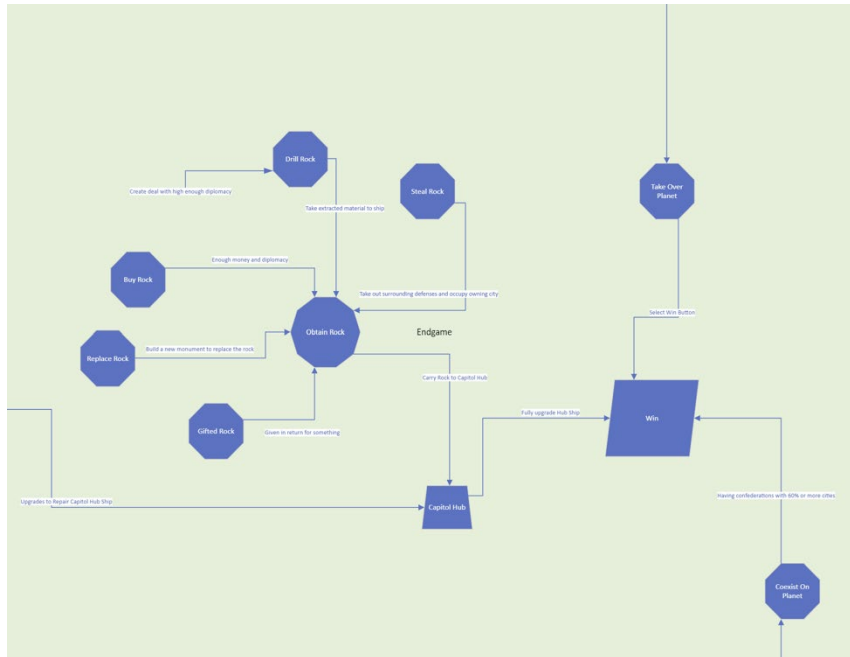 Drill Rock
Steal Rock
Take Over
Planet
Create deal with high enough diplomacy
Take extracted material to ship
Enough money and diplomacy
Buy Rock
Take out surrounding defenses and occupy owning city
Select Win Button
Obtain Rock
Endgame
Replace Rock
Build a new monument to replace the rock
Carry Rock to Capitol Hub
Fully upgrade Hub Ship
Win
Gifted Rock
Given in return for something
Upgrades to Repair Capitol Hub Ship
Capitol Hub
Having confederations with 60% or more cities
Coexist On
Planet